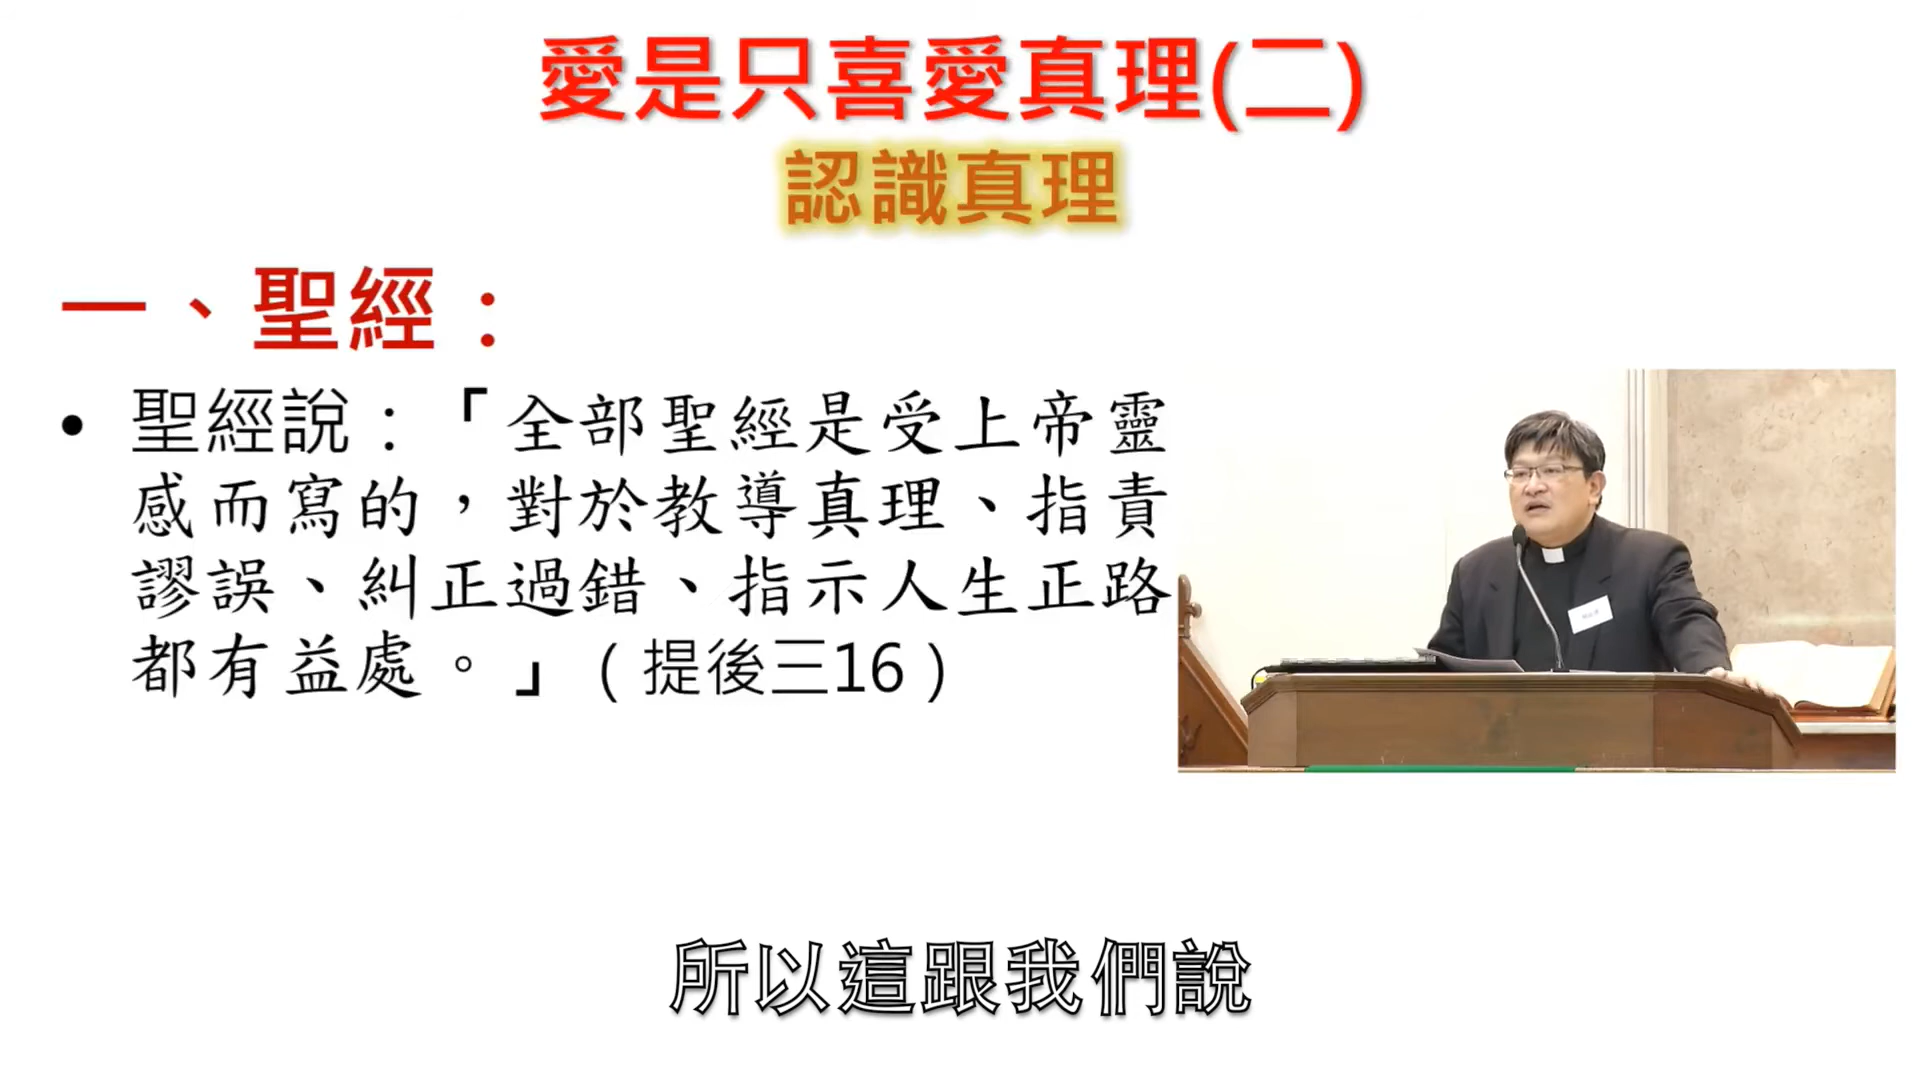 愛是只喜愛真理(二)
認識真理
一、聖經：
• 聖經說：「全部聖經是受上帝靈
感而寫的，對於教導真理、指責
謬誤、糾正過錯、指示人生正路
都有益處。」（提後三16）
所以這跟我們說